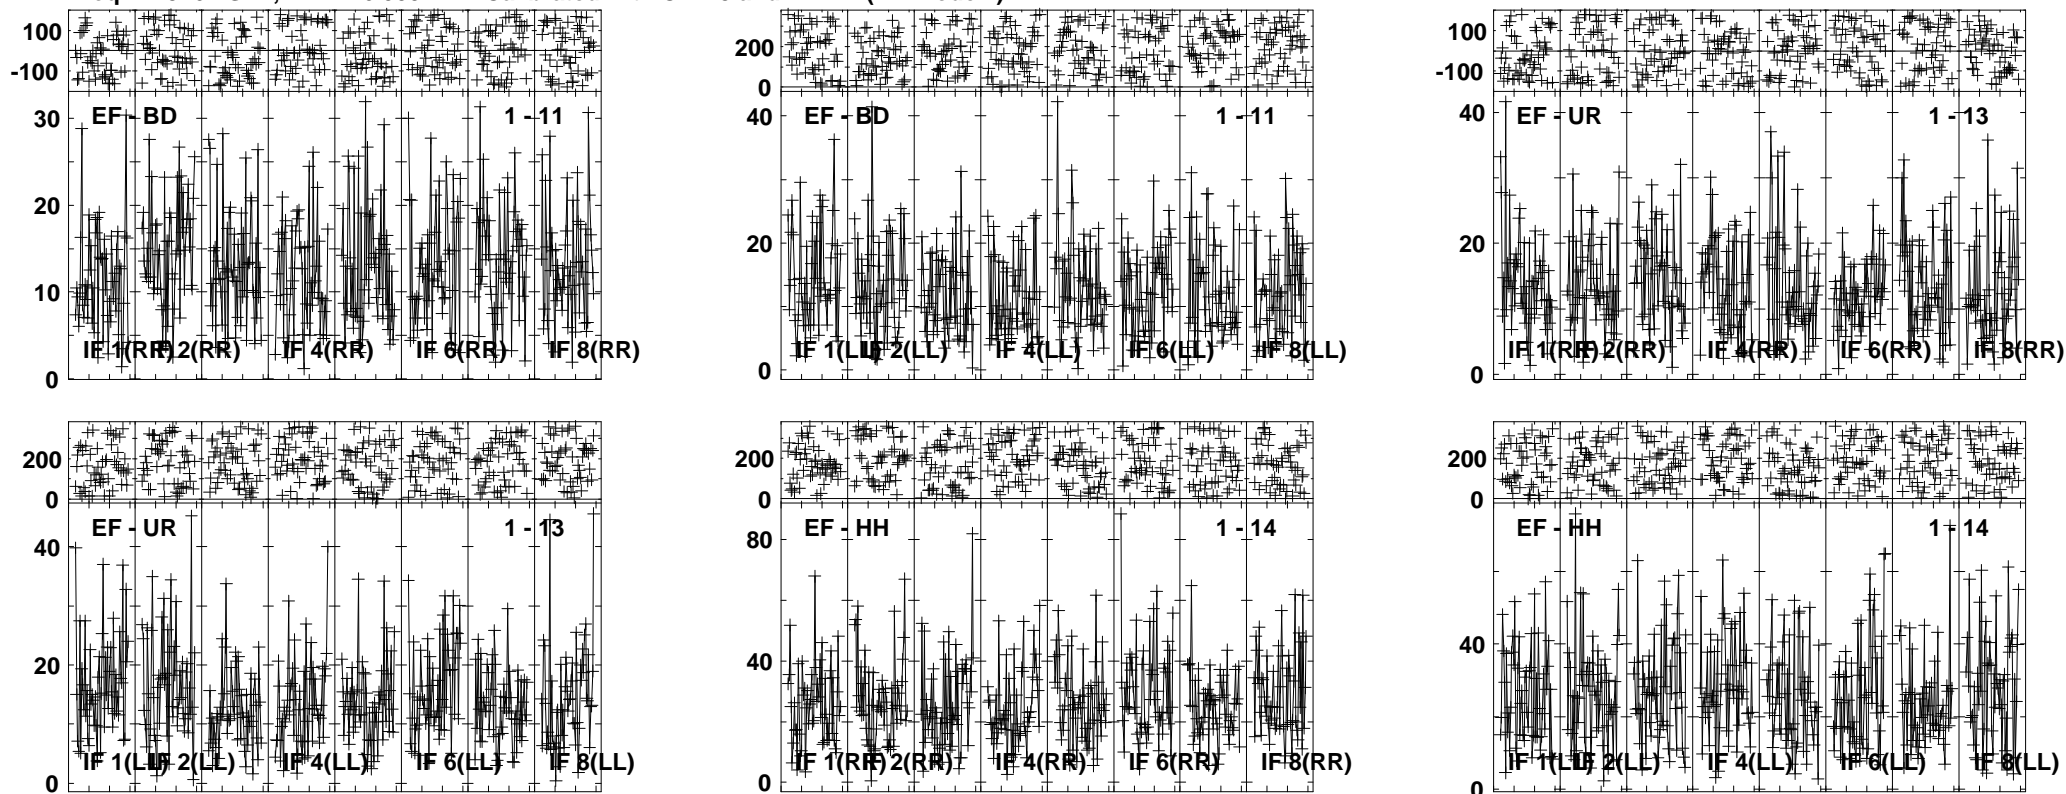 100
-100
30
20
10
0
EF - BD 1 - 11
IF 1(RR) IF 2(RR) IF 4(RR) IF 6(RR) IF 8(RR)
200
0
40
20
0
EF - BD 1 - 11
IF 1(LL) IF 2(LL) IF 4(LL) IF 6(LL) IF 8(LL)
100
-100
40
20
0
EF - UR 1 - 13
IF 1(RR) IF 2(RR) IF 4(RR) IF 6(RR) IF 8(RR)
200
0
40
20
0
EF - UR 1 - 13
IF 1(LL) IF 2(LL) IF 4(LL) IF 6(LL) IF 8(LL)
200
0
80
40
0
EF - HH 1 - 14
IF 1(RR) IF 2(RR) IF 4(RR) IF 6(RR) IF 8(RR)
200
0
40
0
EF - HH 1 - 14
IF 1(LL) IF 2(LL) IF 4(LL) IF 6(LL) IF 8(LL)